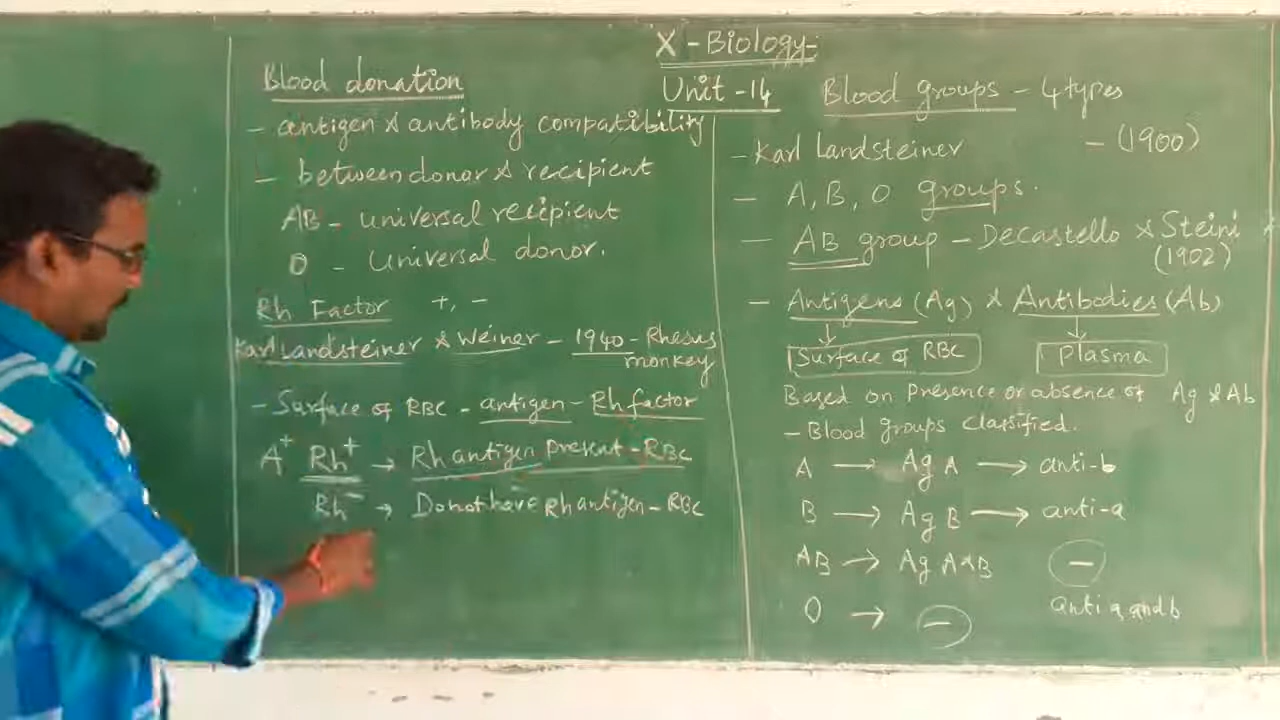 X - Biology
Unit - 14
Blood donation
- antigen & antibody compatibility
- between donor & recipient
AB - universal recipient
O - universal donor.
Rh Factor +, -
Karl Landsteiner & Weiner - 1940 - Rhesus
monkey
- Surface of RBC - antigen - Rh factor
A+ Rh+ → Rh antigen present - RBC
Rh- → Do not have Rh antigen - RBC
Blood groups - 4 types
- Karl Landsteiner - (1900)
- A, B, O groups.
- AB group - Decastello & Steini
(1902)
- Antigens (Ag) & Antibodies (Ab)
↓ ↓
Surface of RBC Plasma
Based on presence or absence of Ag & Ab
- Blood groups classified.
A → Ag A → anti-b
B → Ag B → anti-a
AB → Ag A & B -
O → - anti a and b